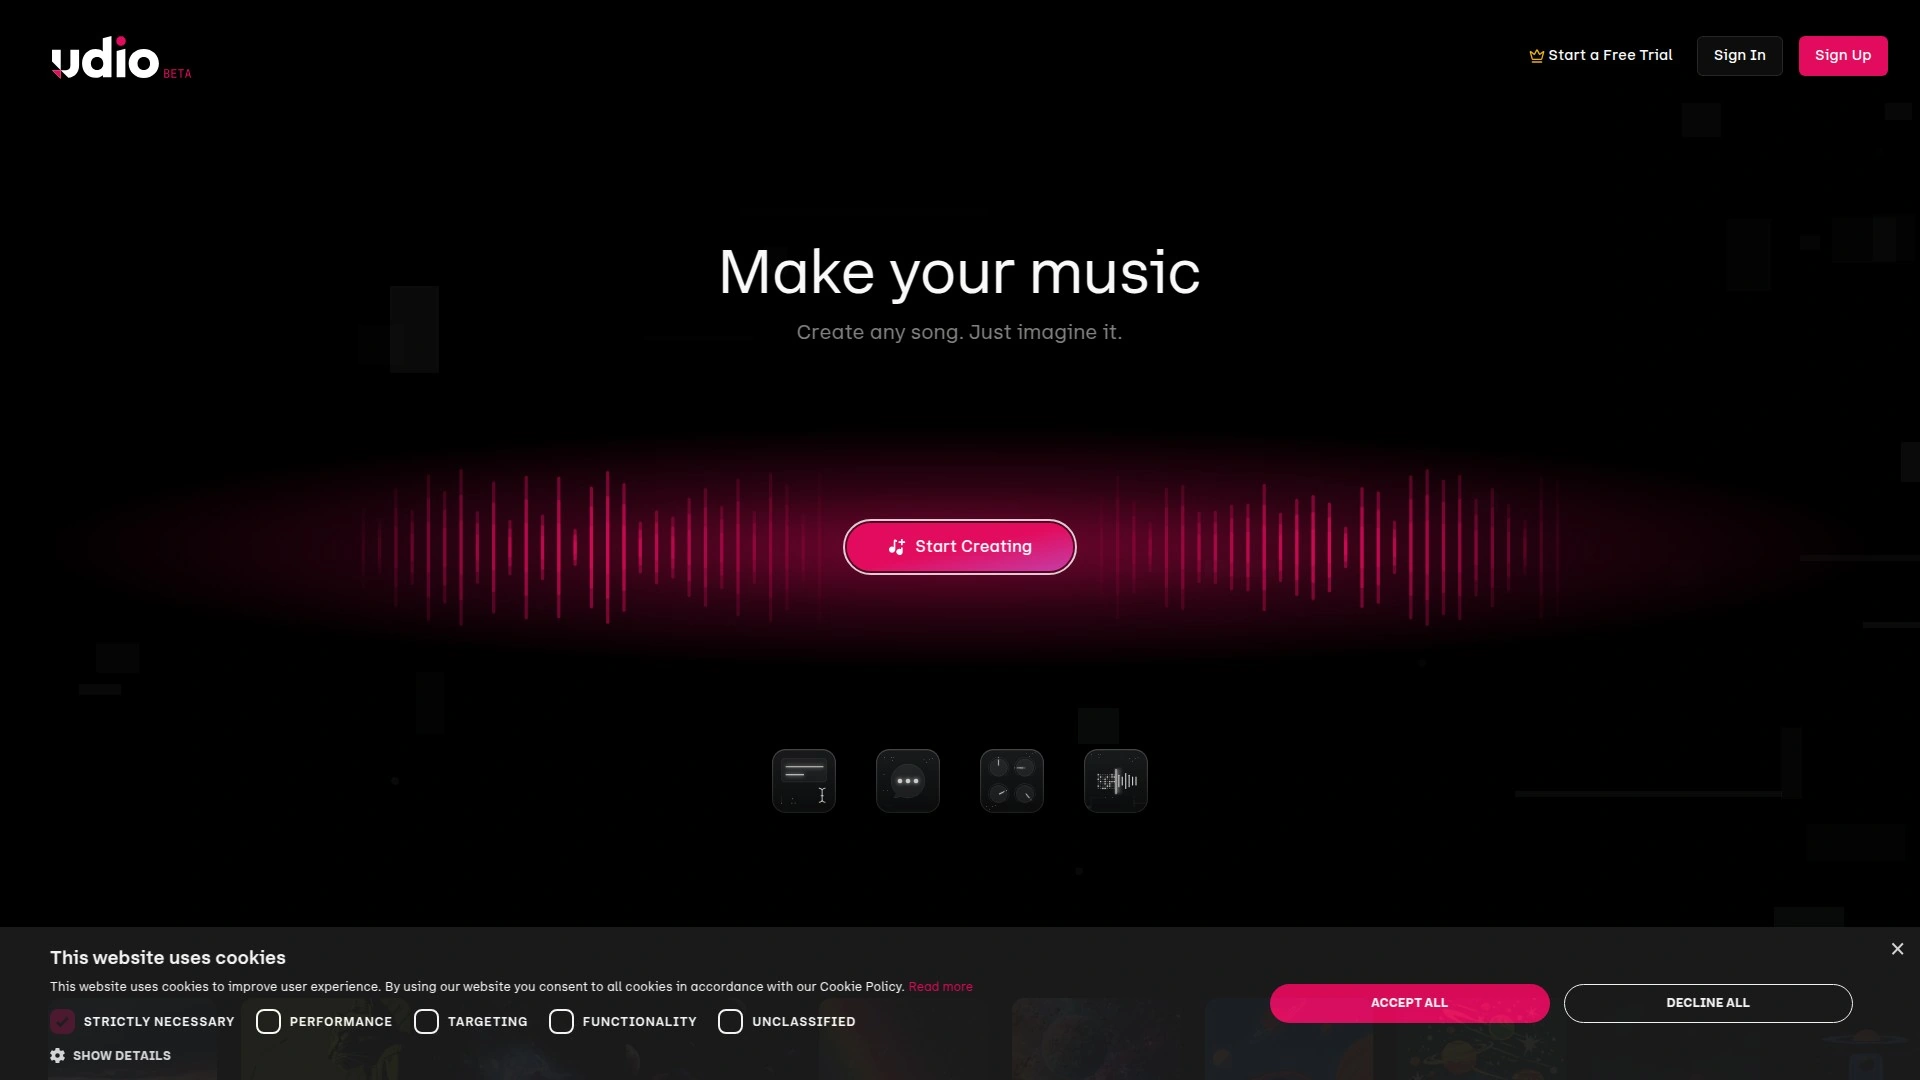 udio BETA
Start a Free Trial
Sign In
Sign Up
Make your music
Create any song. Just imagine it.
Start Creating
This website uses cookies
This website uses cookies to improve user experience. By using our website you consent to all cookies in accordance with our Cookie Policy. Read more
STRICTLY NECESSARY
PERFORMANCE
TARGETING
FUNCTIONALITY
UNCLASSIFIED
SHOW DETAILS
ACCEPT ALL
DECLINE ALL